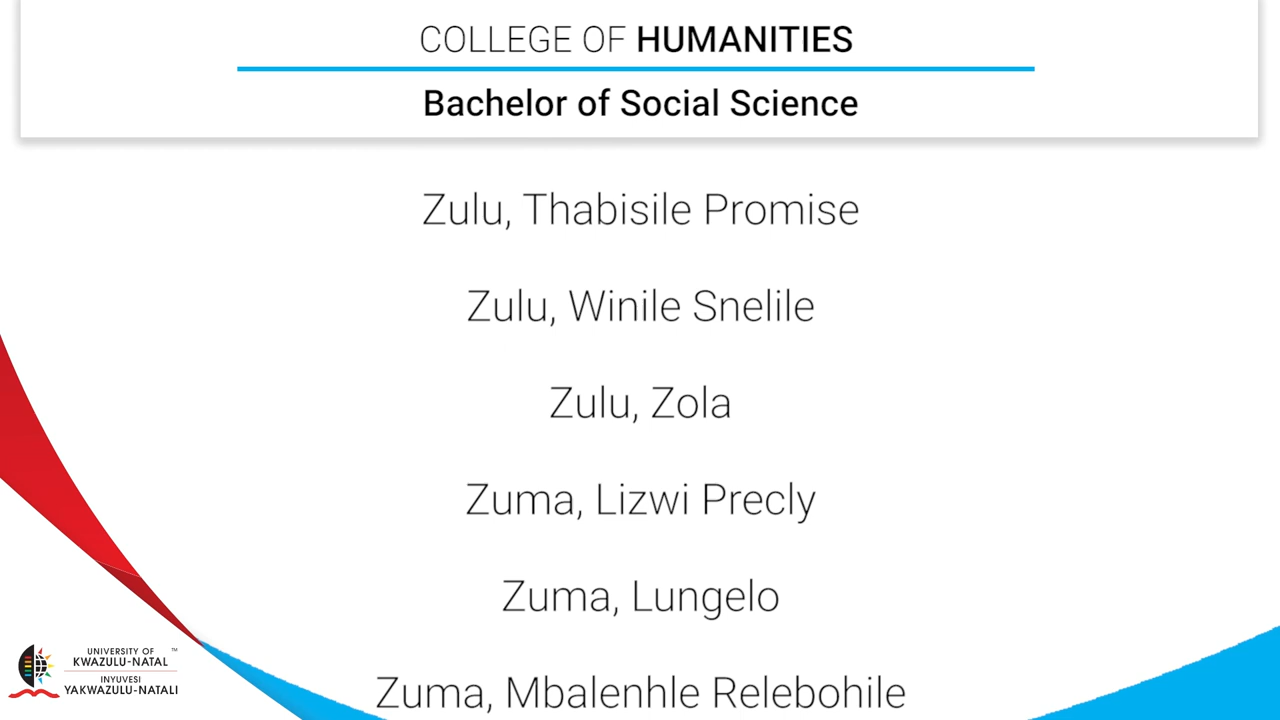 COLLEGE OF HUMANITIES
Bachelor of Social Science
Zulu, Thabisile Promise
Zulu, Winile Snelile
Zulu, Zola
Zuma, Lizwi Precly
Zuma, Lungelo
Zuma, Mbalenhle Relebohile
UNIVERSITY OF ™
KWAZULU-NATAL
INYUVESI
YAKWAZULU-NATALI